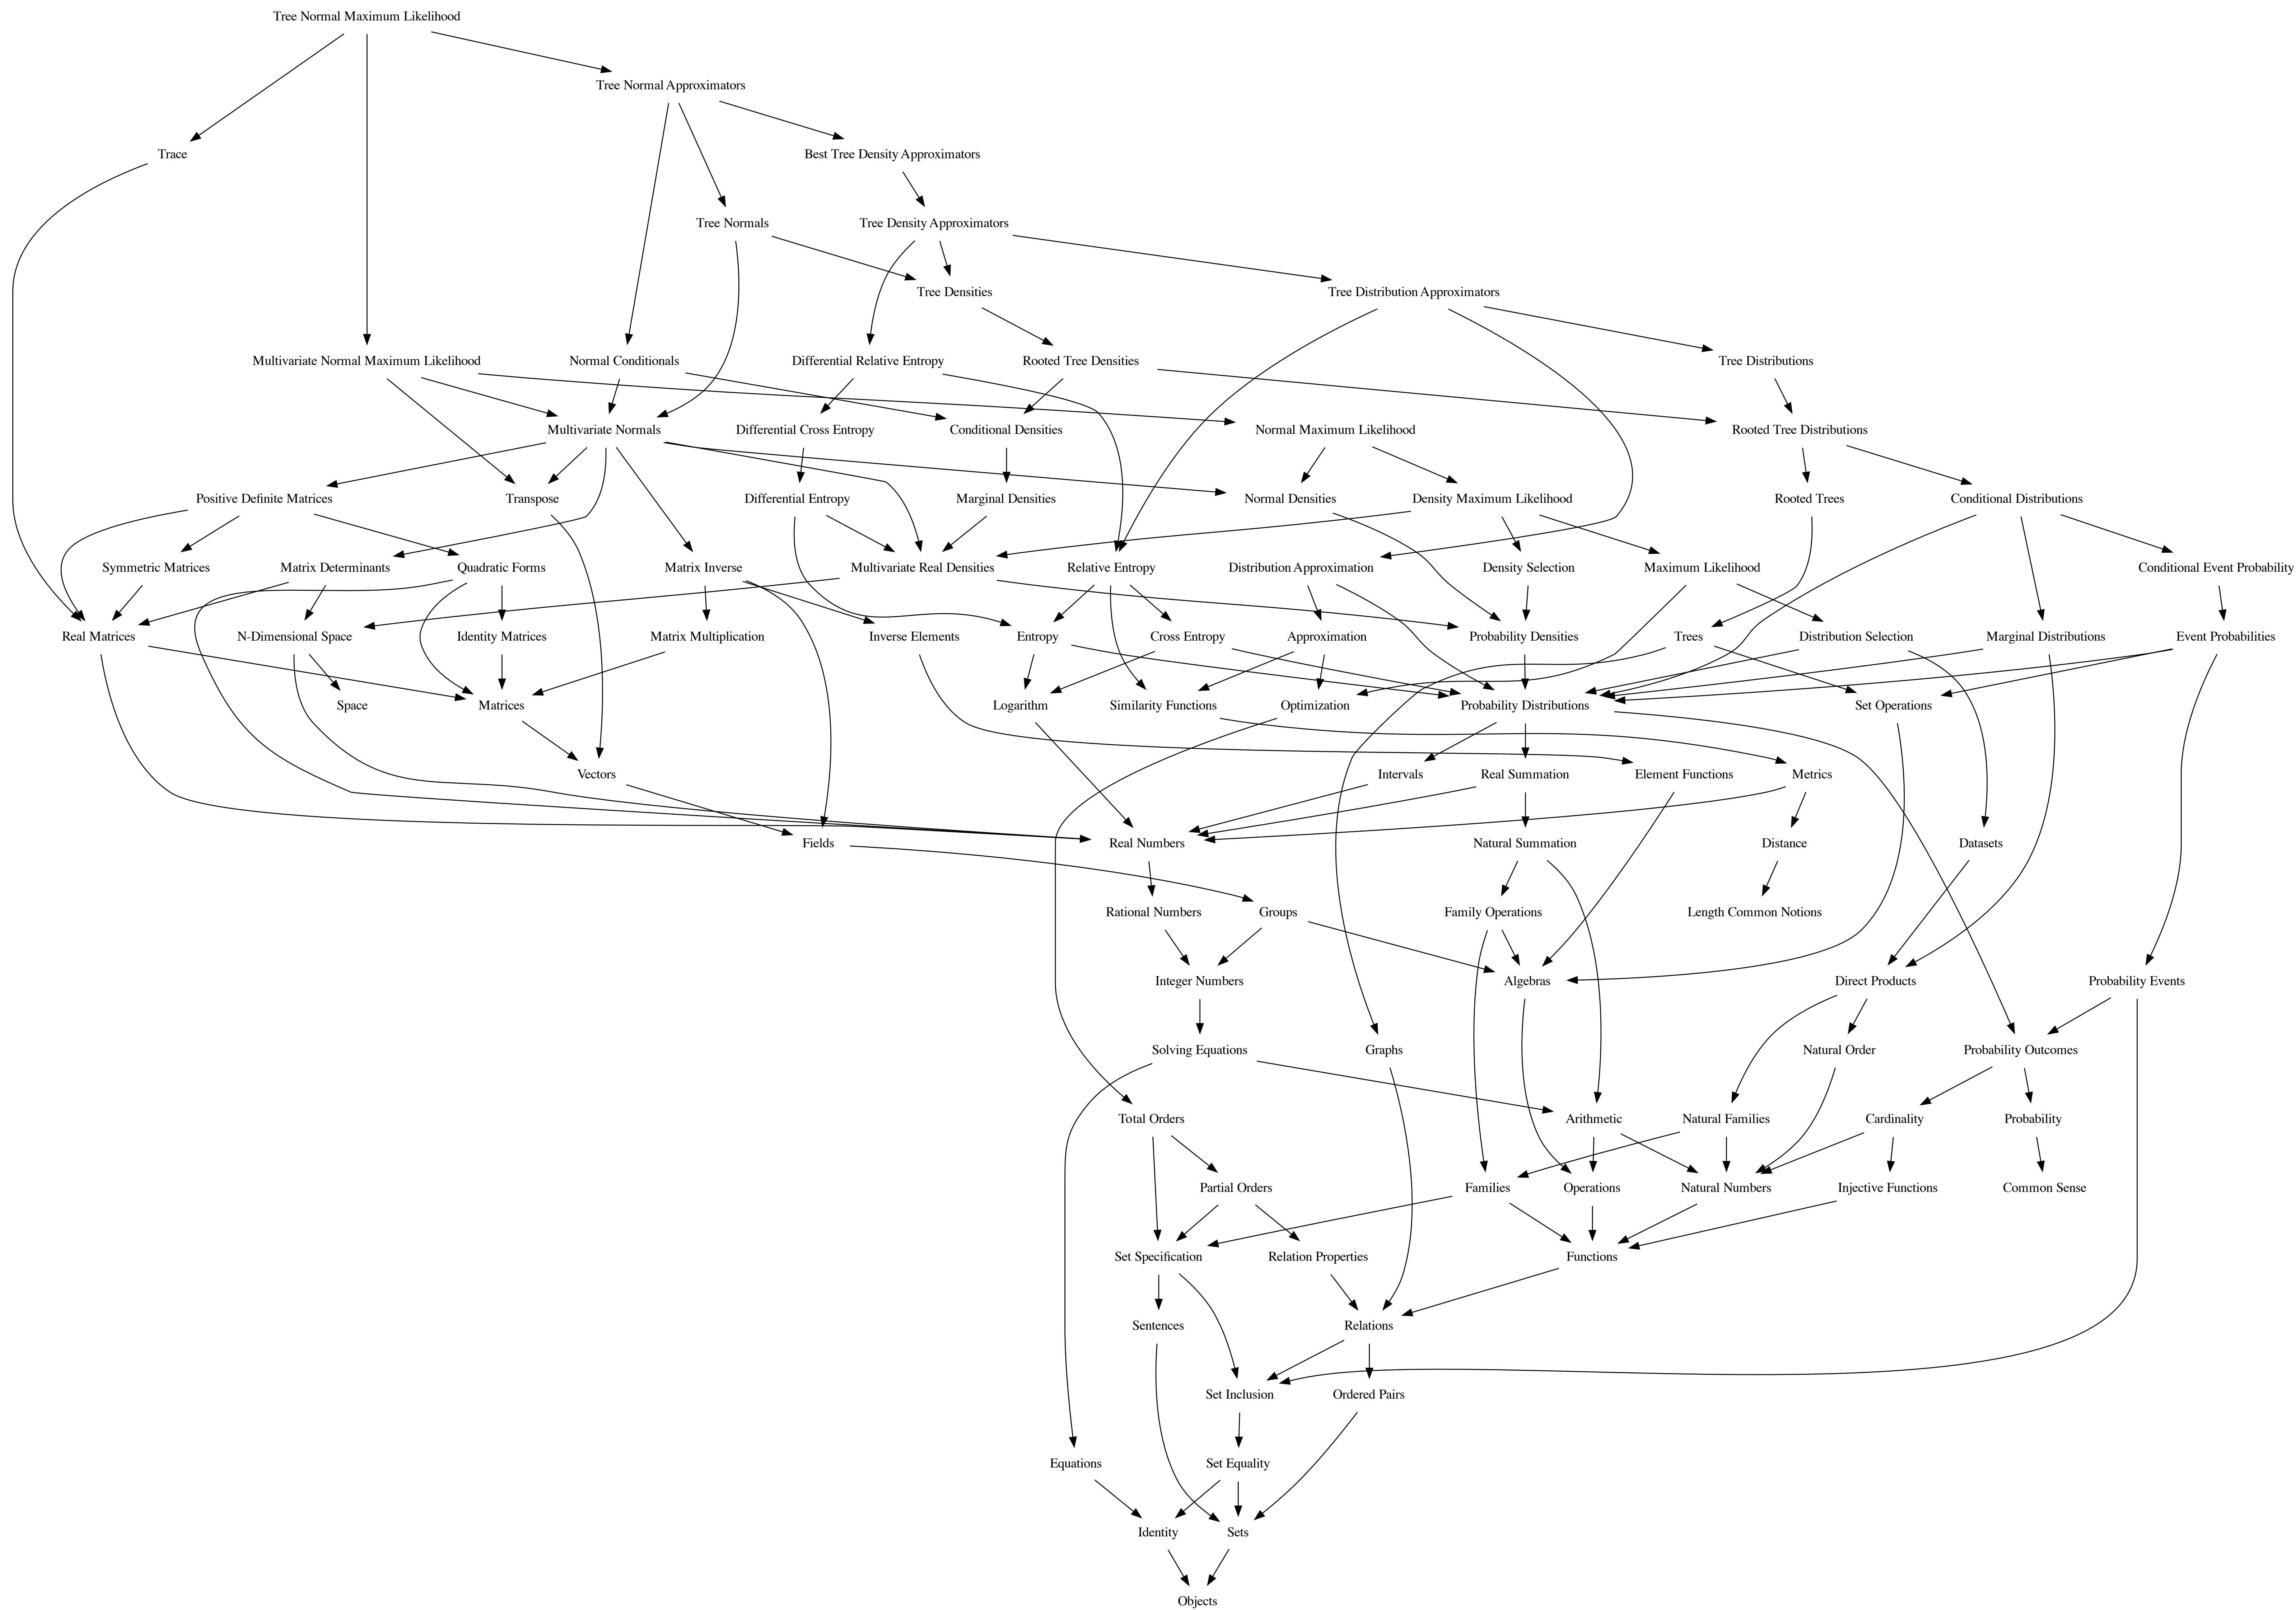 Tree Normal Maximum Likelihood
Tree Normal Approximators
Trace
Best Tree Density Approximators
Tree Normals
Tree Density Approximators
Tree Densities
Tree Distribution Approximators
Multivariate Normal Maximum Likelihood
Normal Conditionals
Differential Relative Entropy
Rooted Tree Densities
Tree Distributions
Multivariate Normals
Differential Cross Entropy
Conditional Densities
Normal Maximum Likelihood
Rooted Tree Distributions
Positive Definite Matrices
Transpose
Differential Entropy
Marginal Densities
Normal Densities
Density Maximum Likelihood
Rooted Trees
Conditional Distributions
Symmetric Matrices
Matrix Determinants
Quadratic Forms
Matrix Inverse
Multivariate Real Densities
Relative Entropy
Distribution Approximation
Density Selection
Maximum Likelihood
Conditional Event Probability
Real Matrices
N-Dimensional Space
Identity Matrices
Matrix Multiplication
Inverse Elements
Entropy
Cross Entropy
Approximation
Probability Densities
Trees
Distribution Selection
Marginal Distributions
Event Probabilities
Space
Matrices
Logarithm
Similarity Functions
Optimization
Probability Distributions
Set Operations
Vectors
Intervals
Real Summation
Element Functions
Metrics
Fields
Real Numbers
Natural Summation
Distance
Datasets
Rational Numbers
Groups
Family Operations
Length Common Notions
Integer Numbers
Algebras
Direct Products
Probability Events
Solving Equations
Graphs
Natural Order
Probability Outcomes
Total Orders
Arithmetic
Natural Families
Cardinality
Probability
Partial Orders
Families
Operations
Natural Numbers
Injective Functions
Common Sense
Set Specification
Relation Properties
Functions
Sentences
Relations
Set Inclusion
Ordered Pairs
Equations
Set Equality
Identity
Sets
Objects